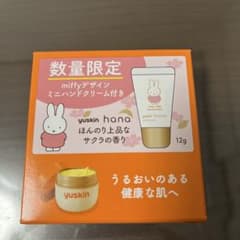 数量限定
miffyデザイン
ミニハンドクリーム付き
yuskin hana
ほんのり上品な
サクラの香り
12g
yuskin
うるおいのある
健康な肌へ